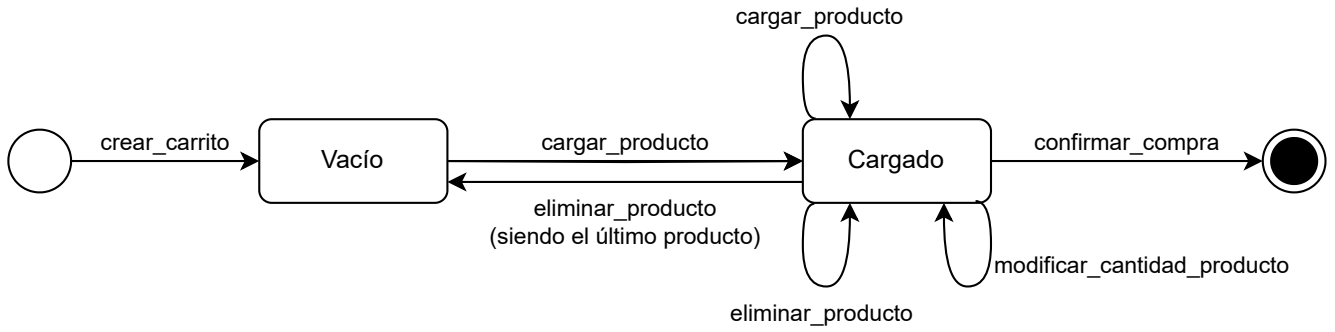 cargar_producto
crear_carrito
Vacío
cargar_producto
Cargado
confirmar_compra
eliminar_producto
(siendo el último producto)
modificar_cantidad_producto
eliminar_producto